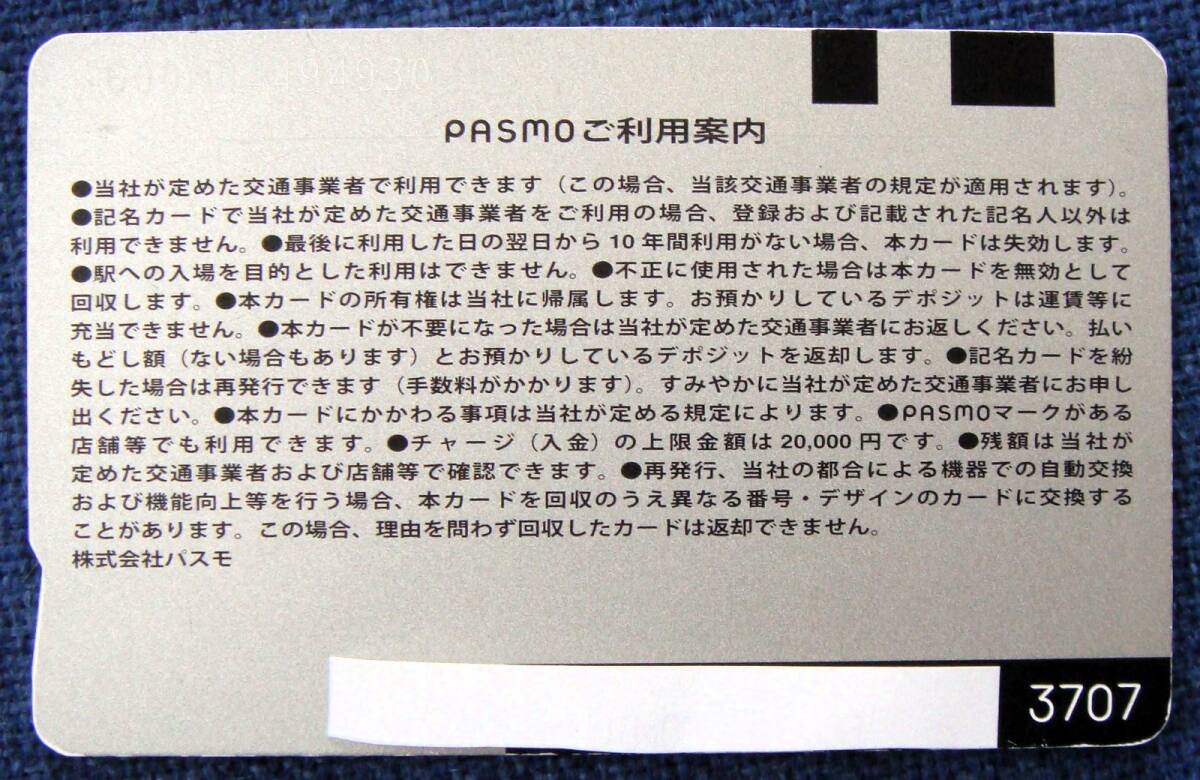 494930
PASMOご利用案内
●当社が定めた交通事業者で利用できます（この場合、当該交通事業者の規定が適用されます）。
●記名カードで当社が定めた交通事業者をご利用の場合、登録および記載された記名人以外は
利用できません。●最後に利用した日の翌日から10年間利用がない場合、本カードは失効します。
●駅への入場を目的とした利用はできません。●不正に使用された場合は本カードを無効として
回収します。●本カードの所有権は当社に帰属します。お預かりしているデポジットは運賃等に
充当できません。●本カードが不要になった場合は当社が定めた交通事業者にお返しください。払い
もどし額（ない場合もあります）とお預かりしているデポジットを返却します。●記名カードを紛
失した場合は再発行できます（手数料がかかります）。すみやかに当社が定めた交通事業者にお申し
出ください。●本カードにかかわる事項は当社が定める規定によります。●PASMOマークがある
店舗等でも利用できます。●チャージ（入金）の上限金額は20,000円です。●残額は当社が
定めた交通事業者および店舗等で確認できます。●再発行、当社の都合による機器での自動交換
および機能向上等を行う場合、本カードを回収のうえ異なる番号・デザインのカードに交換する
ことがあります。この場合、理由を問わず回収したカードは返却できません。
株式会社パスモ
3707